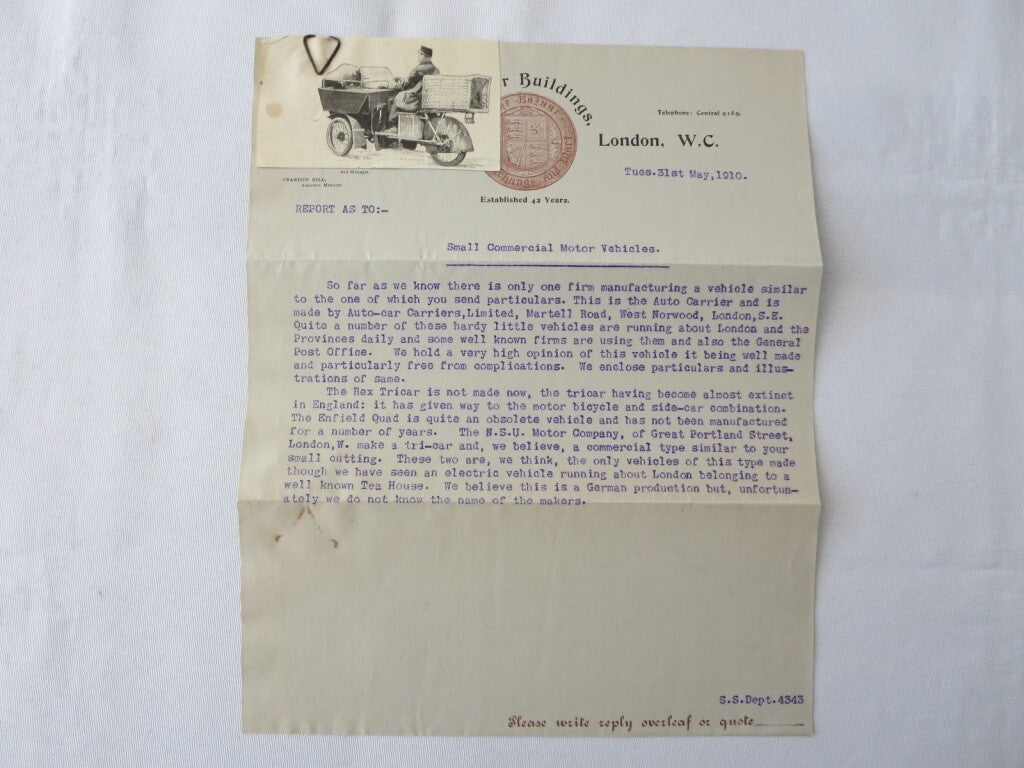 r Buildings,
Telephone: Central 9189.
London, W.C.
Bazaar
Exchange, And
Established 42 Years.
and Manager.
CRANDON GILL,
Assistant Manager.
Tues.31st May,1910.
REPORT AS TO:-
Small Commercial Motor Vehicles.
So far as we know there is only one firm manufacturing a vehicle similar
to the one of which you send particulars. This is the Auto Carrier and is
made by Auto-car Carriers,Limited, Martell Road, West Norwood, London,S.E.
Quite a number of these hardy little vehicles are running about London and the
Provinces daily and some well known firms are using them and also the General
Post Office. We hold a very high opinion of this vehicle it being well made
and particularly free from complications. We enclose particulars and illus-
trations of same.
The Rex Tricar is not made now, the tricar having become almost extinct
in England: it has given way to the motor bicycle and side-car combination.
The Enfield Quad is quite an obsolete vehicle and has not been manufactured
for a number of years. The N.S.U. Motor Company, of Great Portland Street,
London,W. make a tri-car and, we believe, a commercial type similar to your
small cutting. These two are, we think, the only vehicles of this type made
though we have seen an electric vehicle running about London belonging to a
well known Tea House. We believe this is a German production but, unfortun-
ately we do not know the name of the makers.
S.S.Dept.4343
Please write reply overleaf or quote